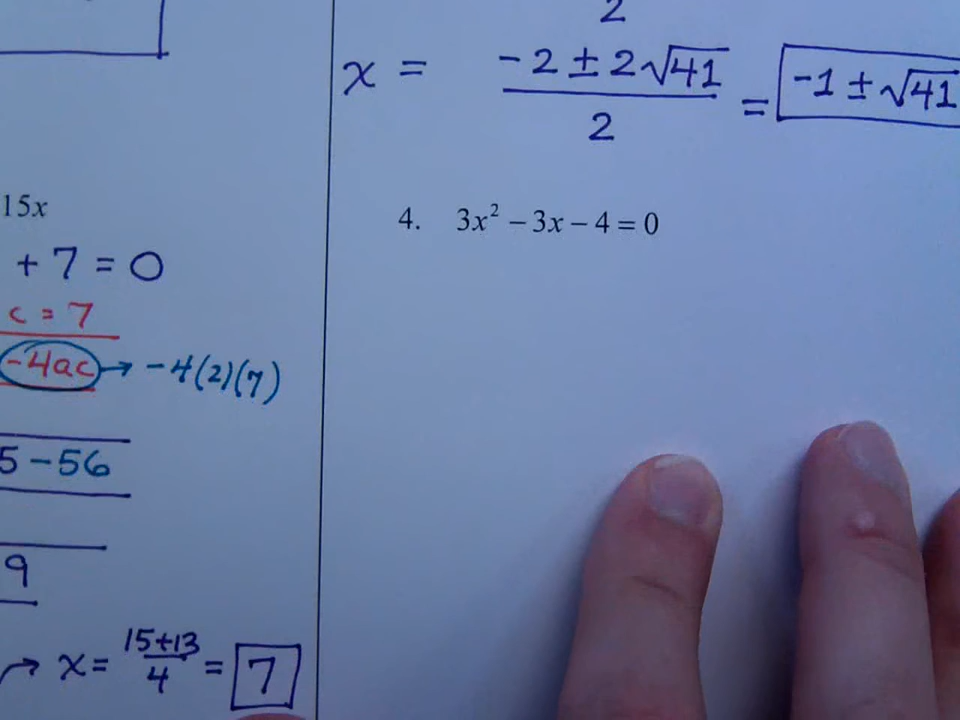 15x
+ 7 = 0
c = 7
-4ac → -4(2)(7)
5 - 56
9
→ x = 15+13/4 = 7
2
x = -2 ± 2√41/2 = -1 ± √41
4. 3x² − 3x − 4 = 0